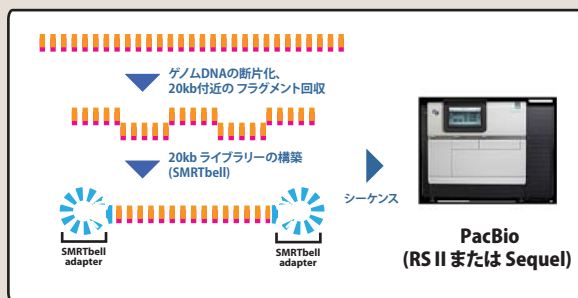 ゲノムDNAの断片化、
20kb付近の フラグメント回収
20kb ライブラリーの構築
(SMRTbell)
シーケンス
SMRTbell
adapter
SMRTbell
adapter
PacBio
(RS II または Sequel)